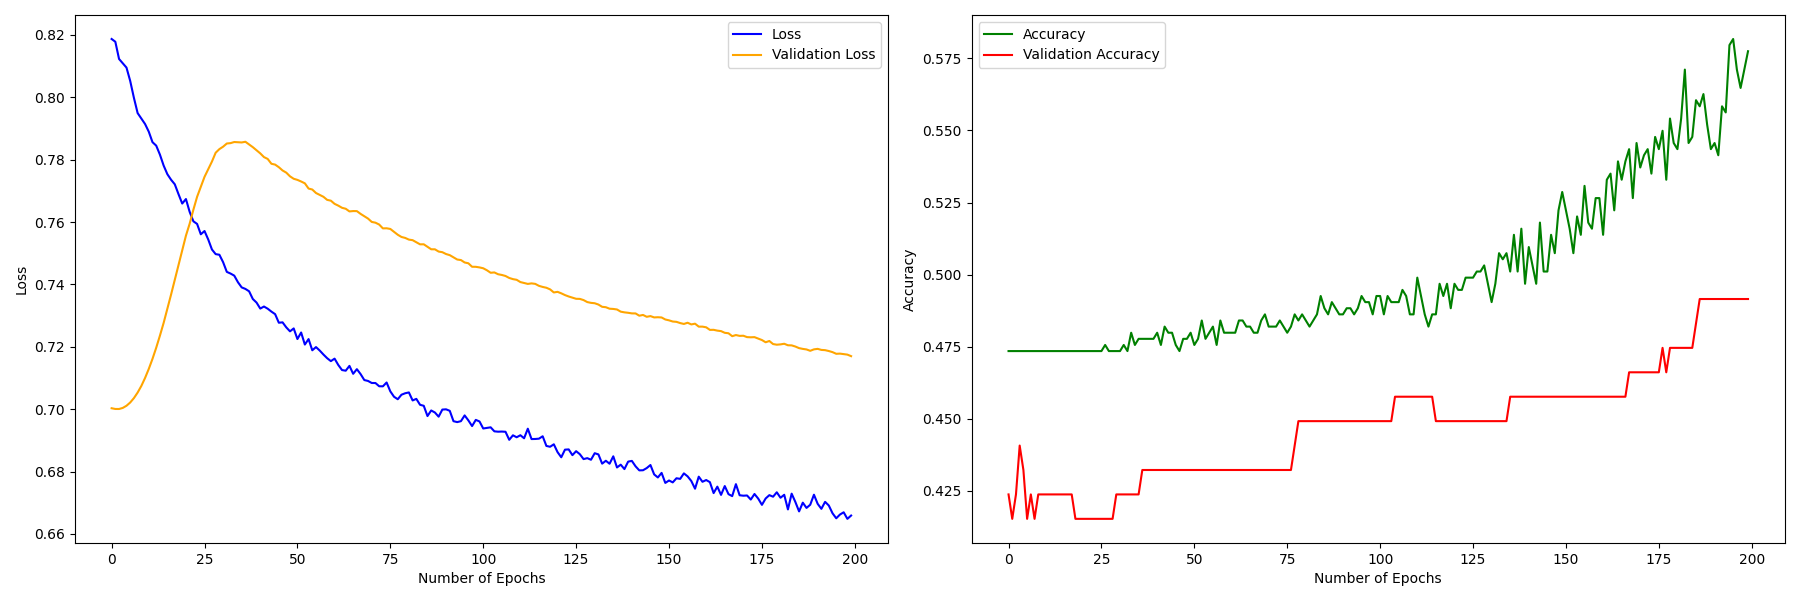 Loss
Validation Loss
0.82
0.80
0.78
0.76
0.74
0.72
0.70
0.68
0.66
Loss
0 25 50 75 100 125 150 175 200
Number of Epochs
Accuracy
Validation Accuracy
0.575
0.550
0.525
0.500
0.475
0.450
0.425
Accuracy
0 25 50 75 100 125 150 175 200
Number of Epochs